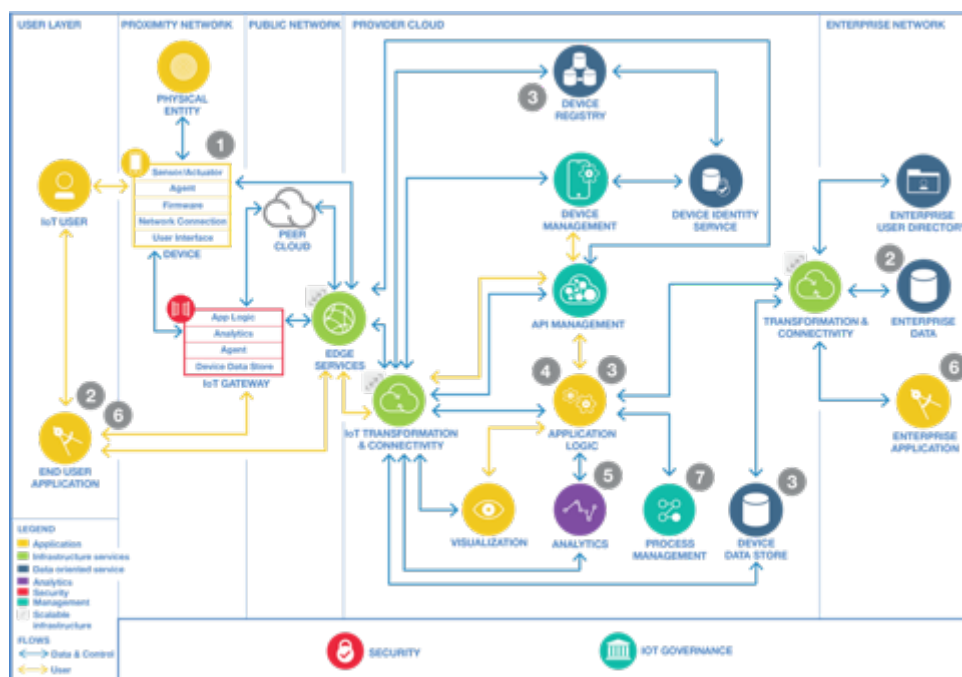 USER LAYER
PROXIMITY NETWORK
PUBLIC NETWORK
PROVIDER CLOUD
ENTERPRISE NETWORK
PHYSICAL
ENTITY
1
3
DEVICE
REGISTRY
Sensor/Actuator
Agent
Firmware
Network Connection
User Interface
DEVICE
IoT USER
PEER
CLOUD
DEVICE
MANAGEMENT
DEVICE IDENTITY
SERVICE
ENTERPRISE
USER DIRECTORY
2
App Logic
Analytics
Agent
Device Data Store
IoT GATEWAY
EDGE
SERVICES
API MANAGEMENT
TRANSFORMATION
& CONNECTIVITY
ENTERPRISE
DATA
2
6
END USER
APPLICATION
IoT TRANSFORMATION
& CONNECTIVITY
4
3
APPLICATION
LOGIC
6
ENTERPRISE
APPLICATION
VISUALIZATION
5
ANALYTICS
7
PROCESS
MANAGEMENT
3
DEVICE
DATA STORE
LEGEND
Application
Infrastructure services
Data oriented service
Analytics
Security
Management
Scalable
infrastructure
FLOWS
Data & Control
User
SECURITY
IOT GOVERNANCE